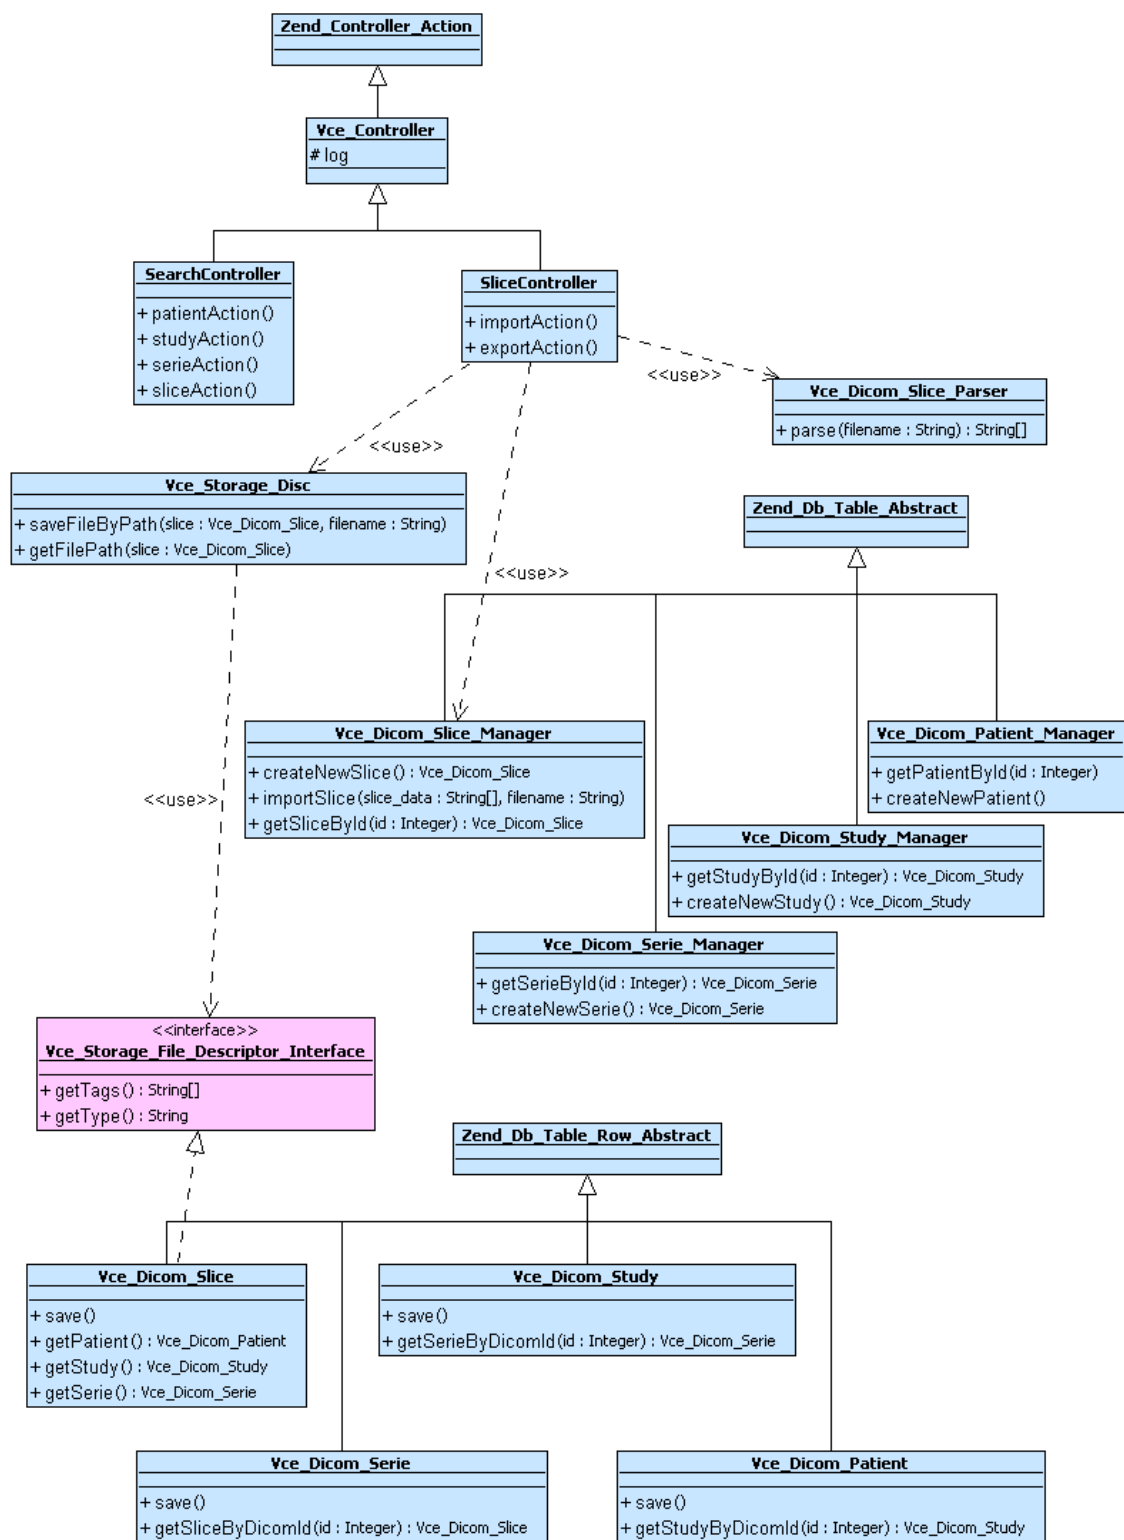 Zend_Controller_Action
Vce_Controller
# log
SearchController
+ patientAction()
+ studyAction()
+ serieAction()
+ sliceAction()
SliceController
+ importAction()
+ exportAction()
<<use>>
Vce_Dicom_Slice_Parser
+ parse(filename : String) : String[]
<<use>>
Vce_Storage_Disc
+ saveFileByPath(slice : Vce_Dicom_Slice, filename : String)
+ getFilePath(slice : Vce_Dicom_Slice)
Zend_Db_Table_Abstract
<<use>>
Vce_Dicom_Slice_Manager
+ createNewSlice() : Vce_Dicom_Slice
+ importSlice(slice_data : String[], filename : String)
+ getSliceById(id : Integer) : Vce_Dicom_Slice
Vce_Dicom_Patient_Manager
+ getPatientById(id : Integer)
+ createNewPatient()
<<use>>
Vce_Dicom_Study_Manager
+ getStudyById(id : Integer) : Vce_Dicom_Study
+ createNewStudy() : Vce_Dicom_Study
Vce_Dicom_Serie_Manager
+ getSerieById(id : Integer) : Vce_Dicom_Serie
+ createNewSerie() : Vce_Dicom_Serie
<<interface>>
Vce_Storage_File_Descriptor_Interface
+ getTags() : String[]
+ getType() : String
Zend_Db_Table_Row_Abstract
Vce_Dicom_Slice
+ save()
+ getPatient() : Vce_Dicom_Patient
+ getStudy() : Vce_Dicom_Study
+ getSerie() : Vce_Dicom_Serie
Vce_Dicom_Study
+ save()
+ getSerieByDicomId(id : Integer) : Vce_Dicom_Serie
Vce_Dicom_Serie
+ save()
+ getSliceByDicomId(id : Integer) : Vce_Dicom_Slice
Vce_Dicom_Patient
+ save()
+ getStudyByDicomId(id : Integer) : Vce_Dicom_Study